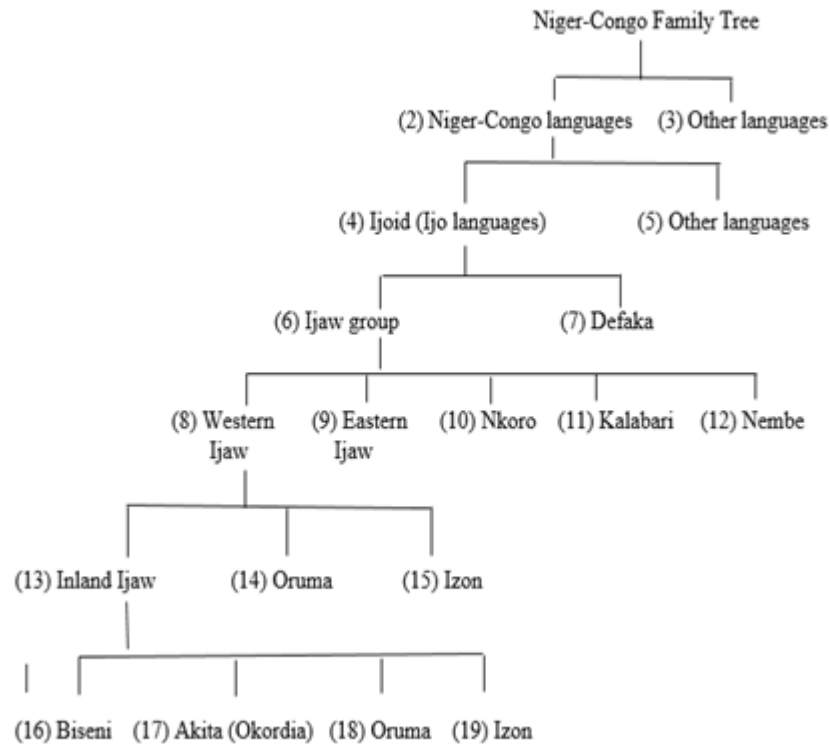 Niger-Congo Family Tree
(2) Niger-Congo languages (3) Other languages
(4) Ijoid (Ijo languages) (5) Other languages
(6) Ijaw group (7) Defaka
(8) Western (9) Eastern (10) Nkoro (11) Kalabari (12) Nembe
Ijaw Ijaw
(13) Inland Ijaw (14) Oruma (15) Izon
(16) Biseni (17) Akita (Okordia) (18) Oruma (19) Izon